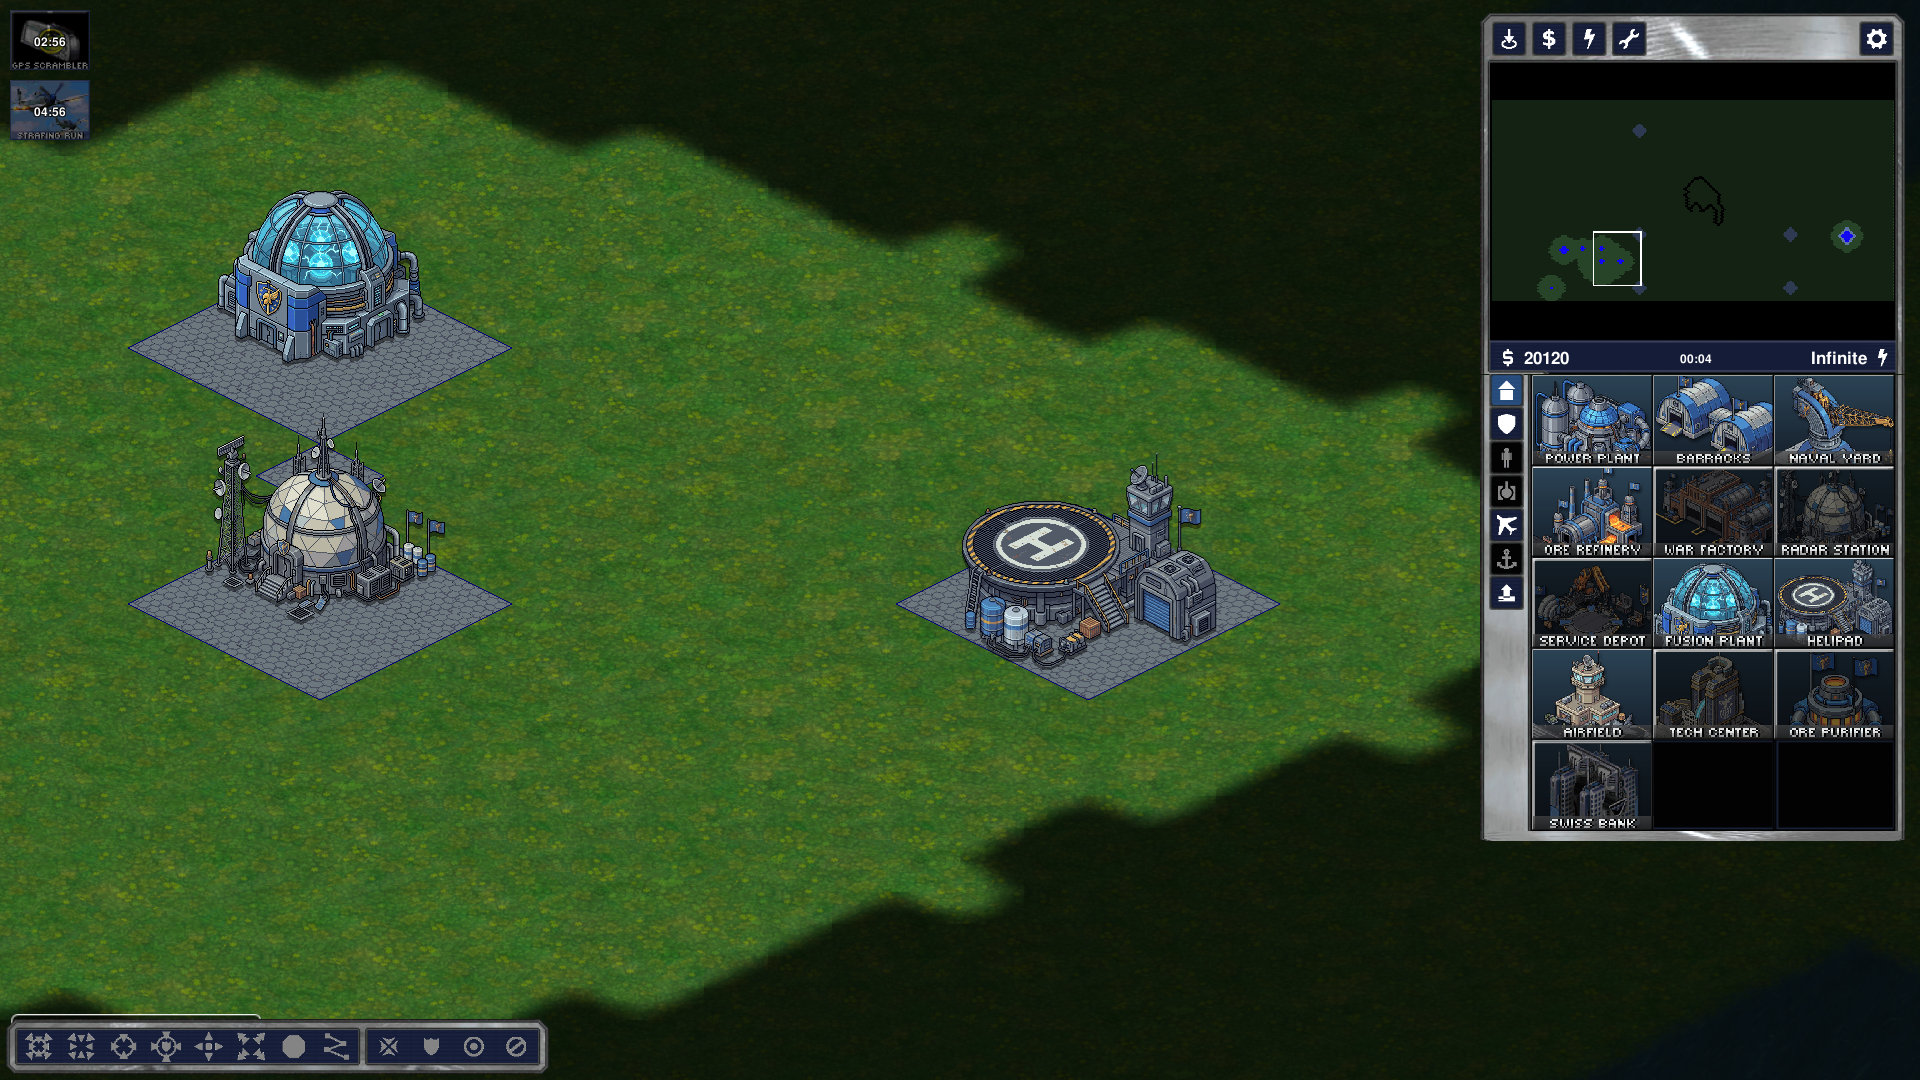 02:56
GPS SCRAMBLER
04:56
STRAFING RUN
$ 20120
00:04
Infinite
POWER PLANT
BARRACKS
NAVAL YARD
ORE REFINERY
WAR FACTORY
RADAR STATION
SERVICE DEPOT
FUSION PLANT
HELIPAD
AIRFIELD
TECH CENTER
ORE PURIFIER
SWISS BANK